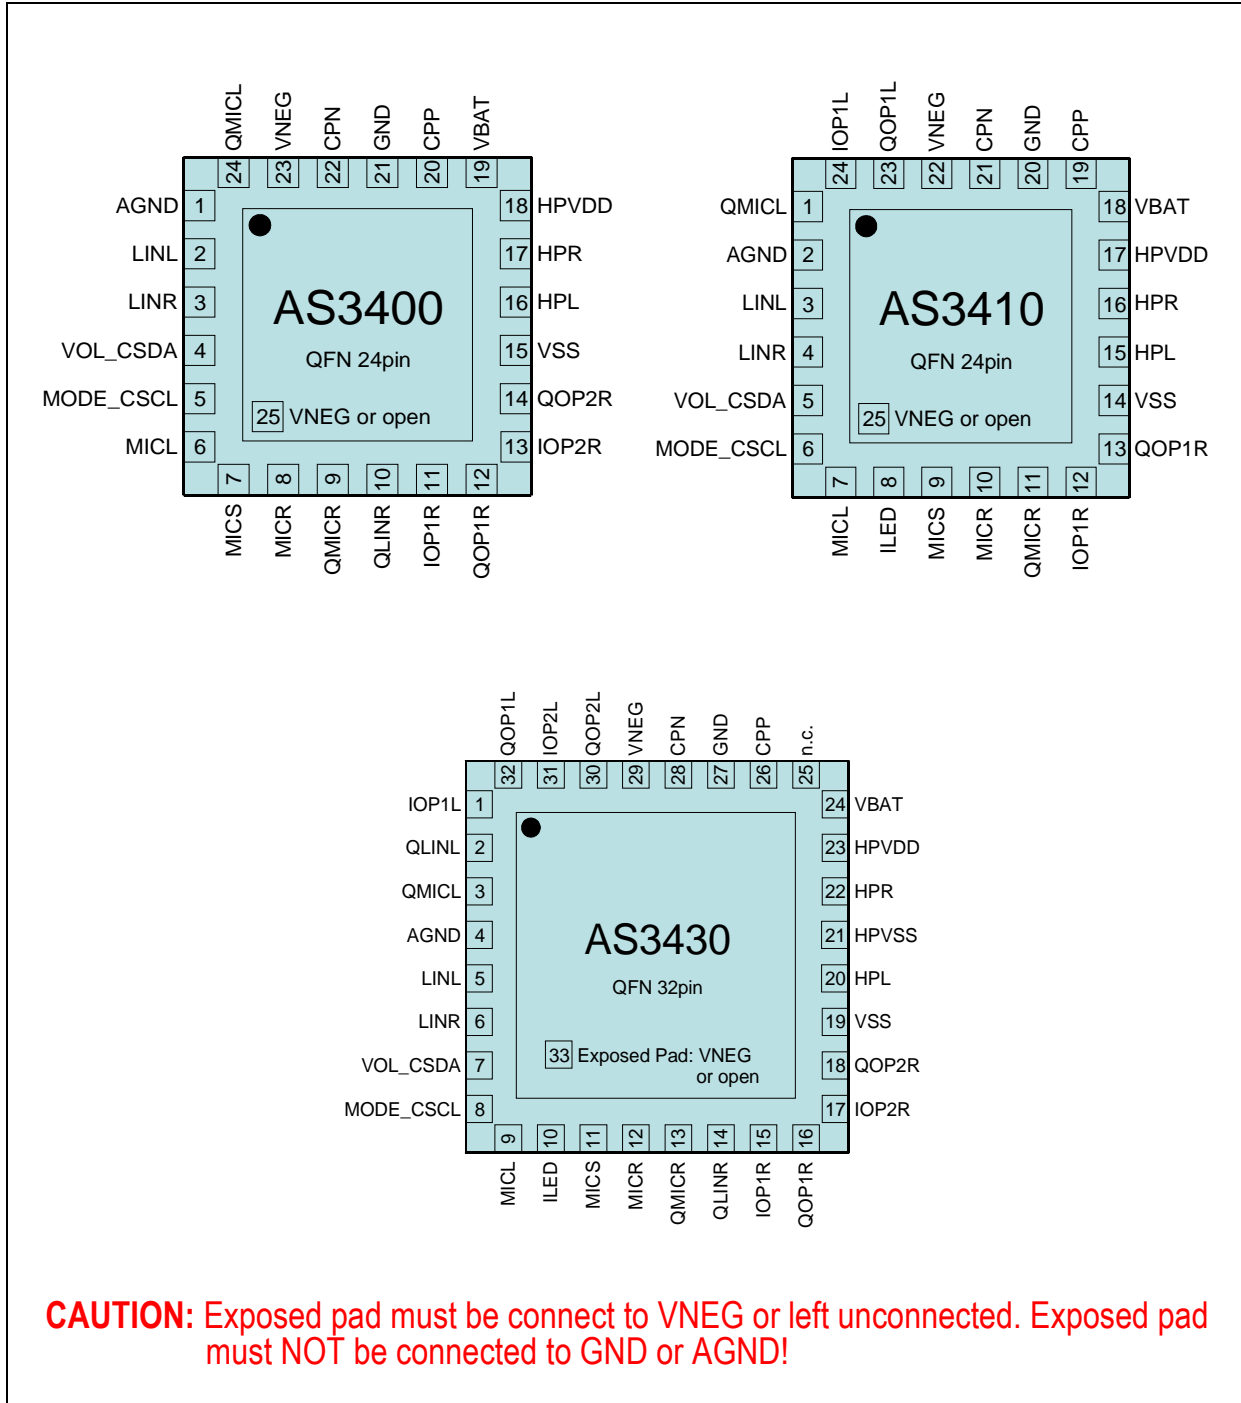 QMICL VNEG CPN GND CPP VBAT
24 23 22 21 20 19
AGND 1 18 HPVDD
LINL 2 17 HPR
LINR 3 AS3400 16 HPL
VOL_CSDA 4 QFN 24pin 15 VSS
MODE_CSCL 5 25 VNEG or open 14 QOP2R
MICL 6 13 IOP2R
7 8 9 10 11 12
MICS MICR QMICR QLINR IOP1R QOP1R
IOP1L QOP1L VNEG CPN GND CPP
24 23 22 21 20 19
QMICL 1 18 VBAT
AGND 2 17 HPVDD
LINL 3 AS3410 16 HPR
LINR 4 QFN 24pin 15 HPL
VOL_CSDA 5 25 VNEG or open 14 VSS
MODE_CSCL 6 13 QOP1R
7 8 9 10 11 12
MICL ILED MICS MICR QMICR IOP1R
QOP1L IOP2L QOP2L VNEG CPN GND CPP n.c.
32 31 30 29 28 27 26 25
IOP1L 1 24 VBAT
QLINL 2 23 HPVDD
QMICL 3 22 HPR
AGND 4 AS3430 21 HPVSS
LINL 5 QFN 32pin 20 HPL
LINR 6 19 VSS
VOL_CSDA 7 33 Exposed Pad: VNEG 18 QOP2R
or open
MODE_CSCL 8 17 IOP2R
9 10 11 12 13 14 15 16
MICL ILED MICS MICR QMICR QLINR IOP1R QOP1R
CAUTION: Exposed pad must be connect to VNEG or left unconnected. Exposed pad
must NOT be connected to GND or AGND!